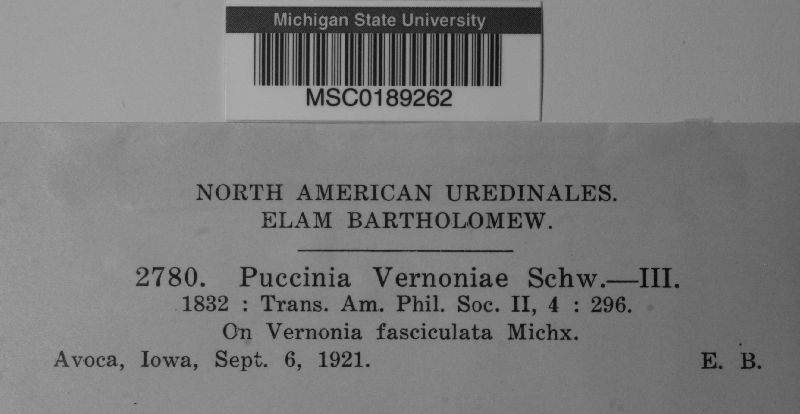 Michigan State University
MSC0189262
NORTH AMERICAN UREDINALES.
ELAM BARTHOLOMEW.
2780. Puccinia Vernoniae Schw.—III.
1832 : Trans. Am. Phil. Soc. II, 4 : 296.
On Vernonia fasciculata Michx.
Avoca, Iowa, Sept. 6, 1921. E. B.